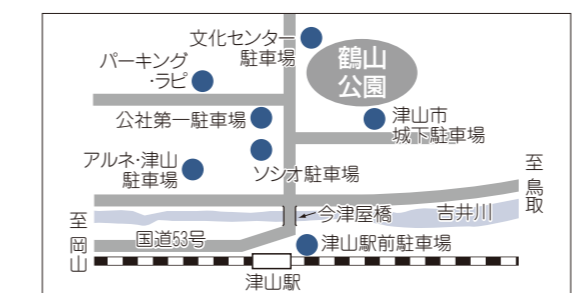 文化センター
駐車場
鶴山
公園
パーキング
・ラピ
公社第一駐車場
津山市
城下駐車場
アルネ・津山
駐車場
ソシオ駐車場
至
鳥
取
至
岡
山
今津屋橋
吉井川
国道53号
津山駅前駐車場
津山駅